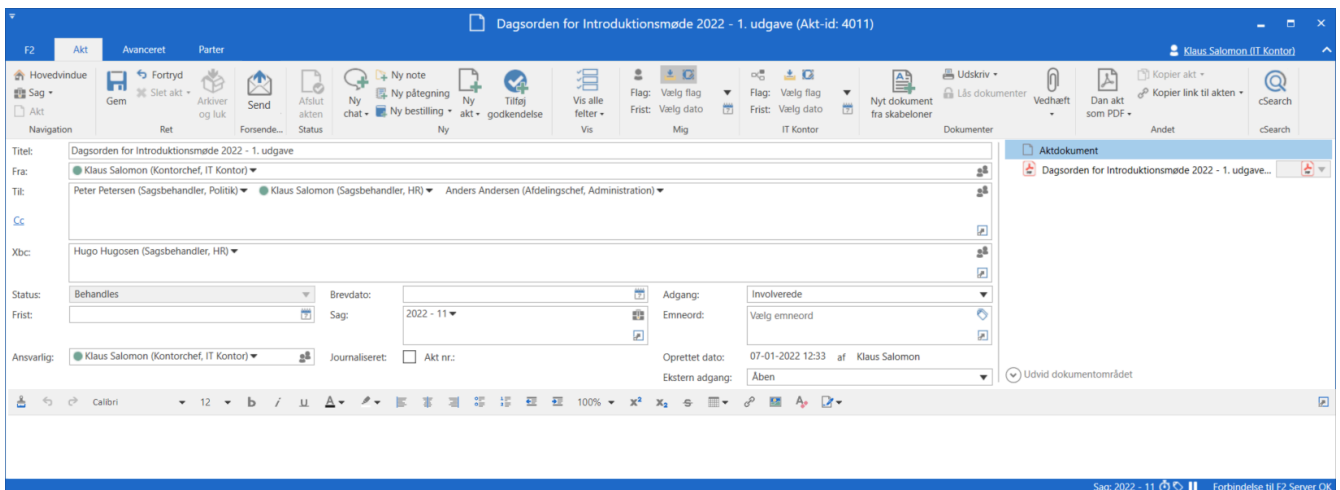 Dagsorden for Introduktionsmøde 2022 - 1. udgave (Akt-id: 4011)
F2 Akt Avanceret Parter Klaus Salomon (IT Kontor)
Hovedvindue
Sag
Akt
Navigation
Gem
Fortryd
Slet akt
Arkiver og luk
Ret
Send
Forsende...
Afslut akten
Status
Ny chat
Ny note
Ny påtegning
Ny bestilling
Ny akt
Tilføj godkendelse
Ny
Vis alle felter
Vis
Flag: Vælg flag
Frist: Vælg dato
Mig
Flag: Vælg flag
Frist: Vælg dato
IT Kontor
Nyt dokument fra skabeloner
Udskriv
Lås dokumenter
Vedhæft
Dokumenter
Dan akt som PDF
Kopier akt
Kopier link til akten
Andet
cSearch
cSearch
Titel: Dagsorden for Introduktionsmøde 2022 - 1. udgave
Fra: Klaus Salomon (Kontorchef, IT Kontor)
Til: Peter Petersen (Sagsbehandler, Politik) Klaus Salomon (Sagsbehandler, HR) Anders Andersen (Afdelingschef, Administration)
Cc
Xbc: Hugo Hugosen (Sagsbehandler, HR)
Status: Behandles Brevdato: Adgang: Involverede
Frist: Sag: 2022 - 11 Emneord: Vælg emneord
Ansvarlig: Klaus Salomon (Kontorchef, IT Kontor) Journaliseret: Akt nr.: Oprettet dato: 07-01-2022 12:33 af Klaus Salomon
Ekstern adgang: Åben
Aktdokument
Dagsorden for Introduktionsmøde 2022 - 1. udgave...
Udvid dokumentområdet
Calibri 12 b i u A 100% x² x₂ S
Sag: 2022 - 11 Forbindelse til F2 Server OK